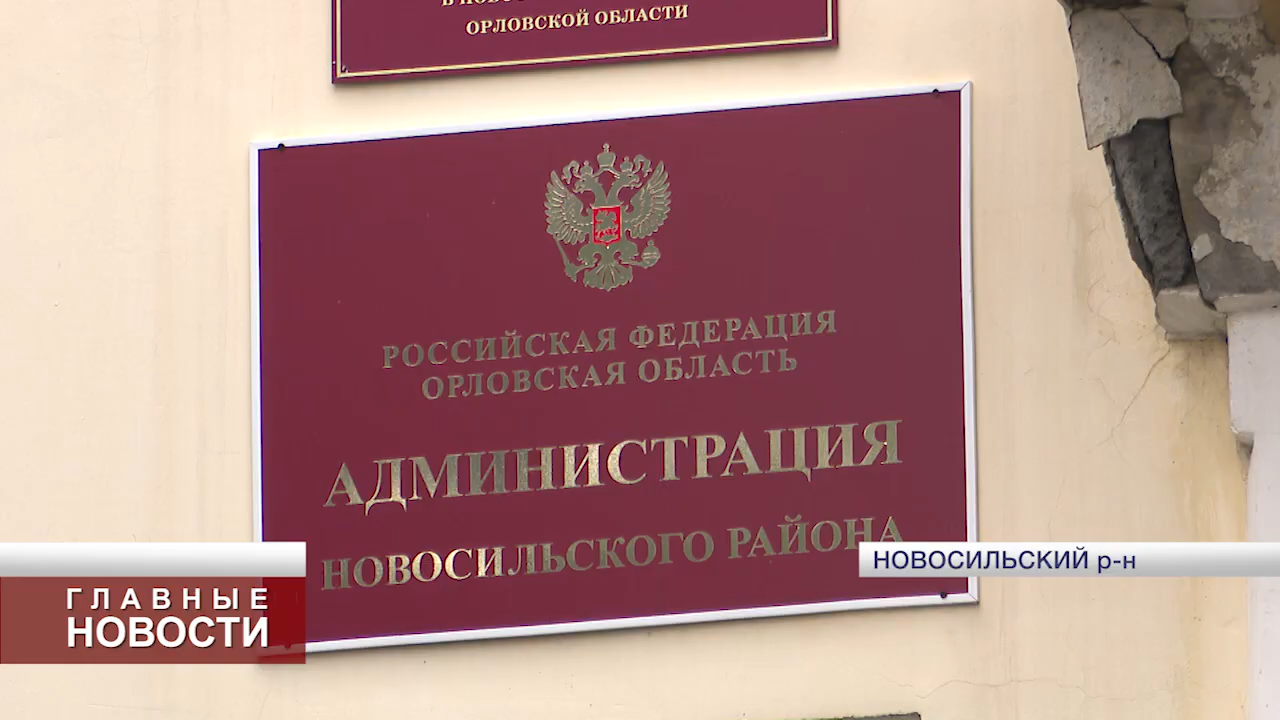 ОРЛОВСКОЙ ОБЛАСТИ
РОССИЙСКАЯ ФЕДЕРАЦИЯ
ОРЛОВСКАЯ ОБЛАСТЬ
АДМИНИСТРАЦИЯ
НОВОСИЛЬСКОГО РАЙОНА
НОВОСИЛЬСКИЙ р-н
ГЛАВНЫЕ
НОВОСТИ